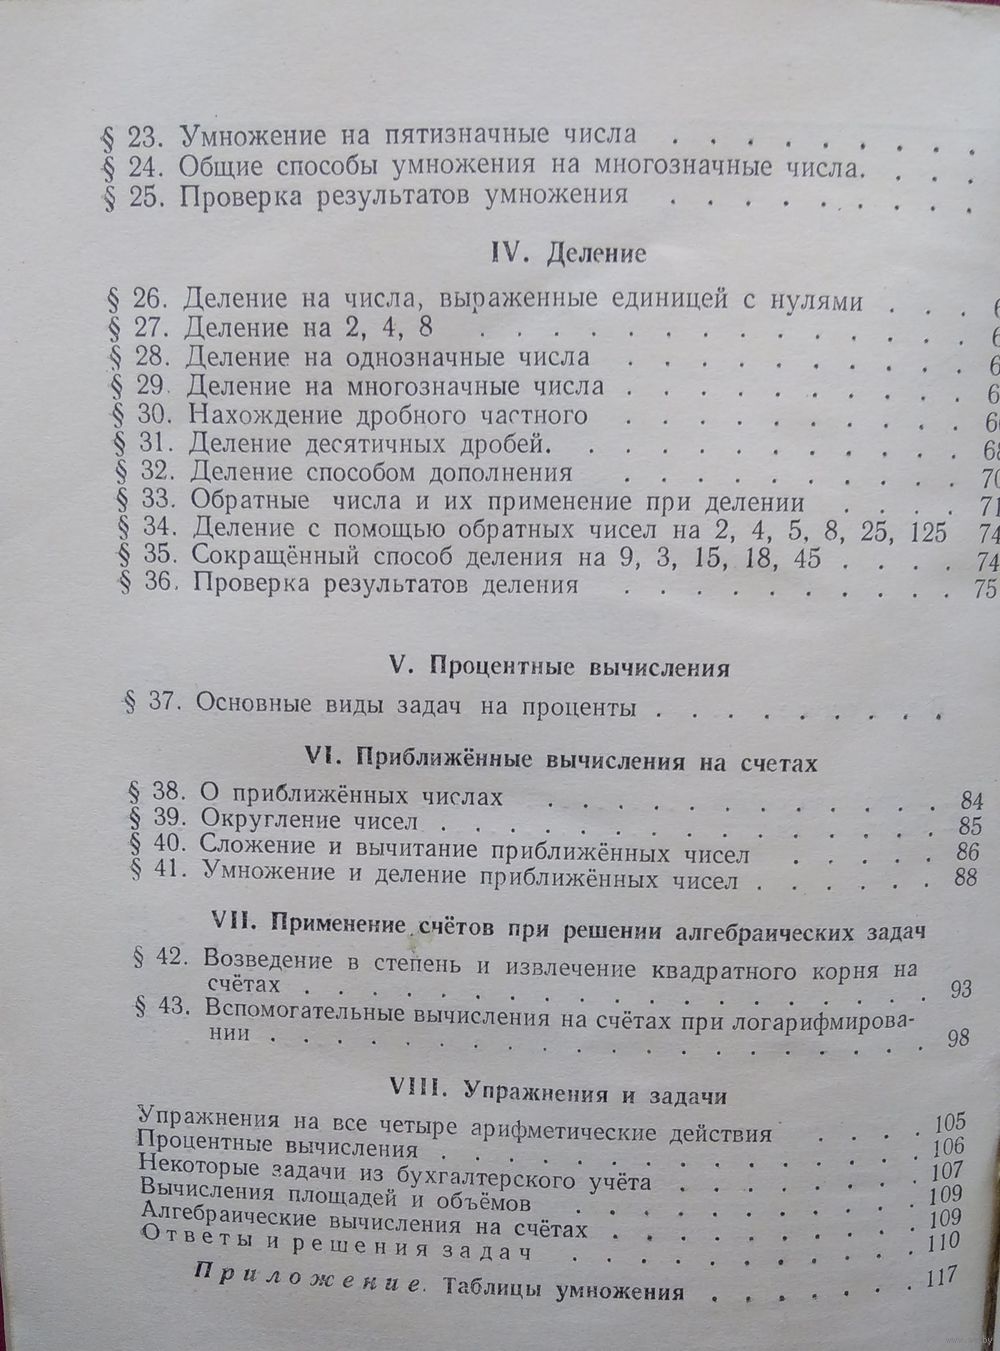 § 23. Умножение на пятизначные числа . . . . . . . . .
§ 24. Общие способы умножения на многозначные числа. . . . .
§ 25. Проверка результатов умножения . . . . . . . . .
IV. Деление
§ 26. Деление на числа, выраженные единицей с нулями . . .
§ 27. Деление на 2, 4, 8 . . . . . . . . . . . . .
§ 28. Деление на однозначные числа . . . . . . . . . .
§ 29. Деление на многозначные числа . . . . . . . . . .
§ 30. Нахождение дробного частного . . . . . . . . . .
§ 31. Деление десятичных дробей. . . . . . . . . . . 68
§ 32. Деление способом дополнения . . . . . . . . . . 70
§ 33. Обратные числа и их применение при делении . . . . 71
§ 34. Деление с помощью обратных чисел на 2, 4, 5, 8, 25, 125 74
§ 35. Сокращённый способ деления на 9, 3, 15, 18, 45 . . . . 74
§ 36. Проверка результатов деления . . . . . . . . . . 75
V. Процентные вычисления
§ 37. Основные виды задач на проценты . . . . . . . . .
VI. Приближённые вычисления на счетах
§ 38. О приближённых числах . . . . . . . . . . . 84
§ 39. Округление чисел . . . . . . . . . . . . . . . 85
§ 40. Сложение и вычитание приближённых чисел . . . . . 86
§ 41. Умножение и деление приближённых чисел . . . . . . 88
VII. Применение счётов при решении алгебраических задач
§ 42. Возведение в степень и извлечение квадратного корня на
счётах . . . . . . . . . . . . . . . . . . . 93
§ 43. Вспомогательные вычисления на счётах при логарифмирова-
нии . . . . . . . . . . . . . . . . . . . . 98
VIII. Упражнения и задачи
Упражнения на все четыре арифметические действия . . . . 105
Процентные вычисления . . . . . . . . . . . . . . 106
Некоторые задачи из бухгалтерского учёта . . . . . . . 107
Вычисления площадей и объёмов . . . . . . . . . . 109
Алгебраические вычисления на счётах . . . . . . . . . 109
Ответы и решения задач . . . . . . . . . . 110
Приложение. Таблицы умножения . . . . . . . 117